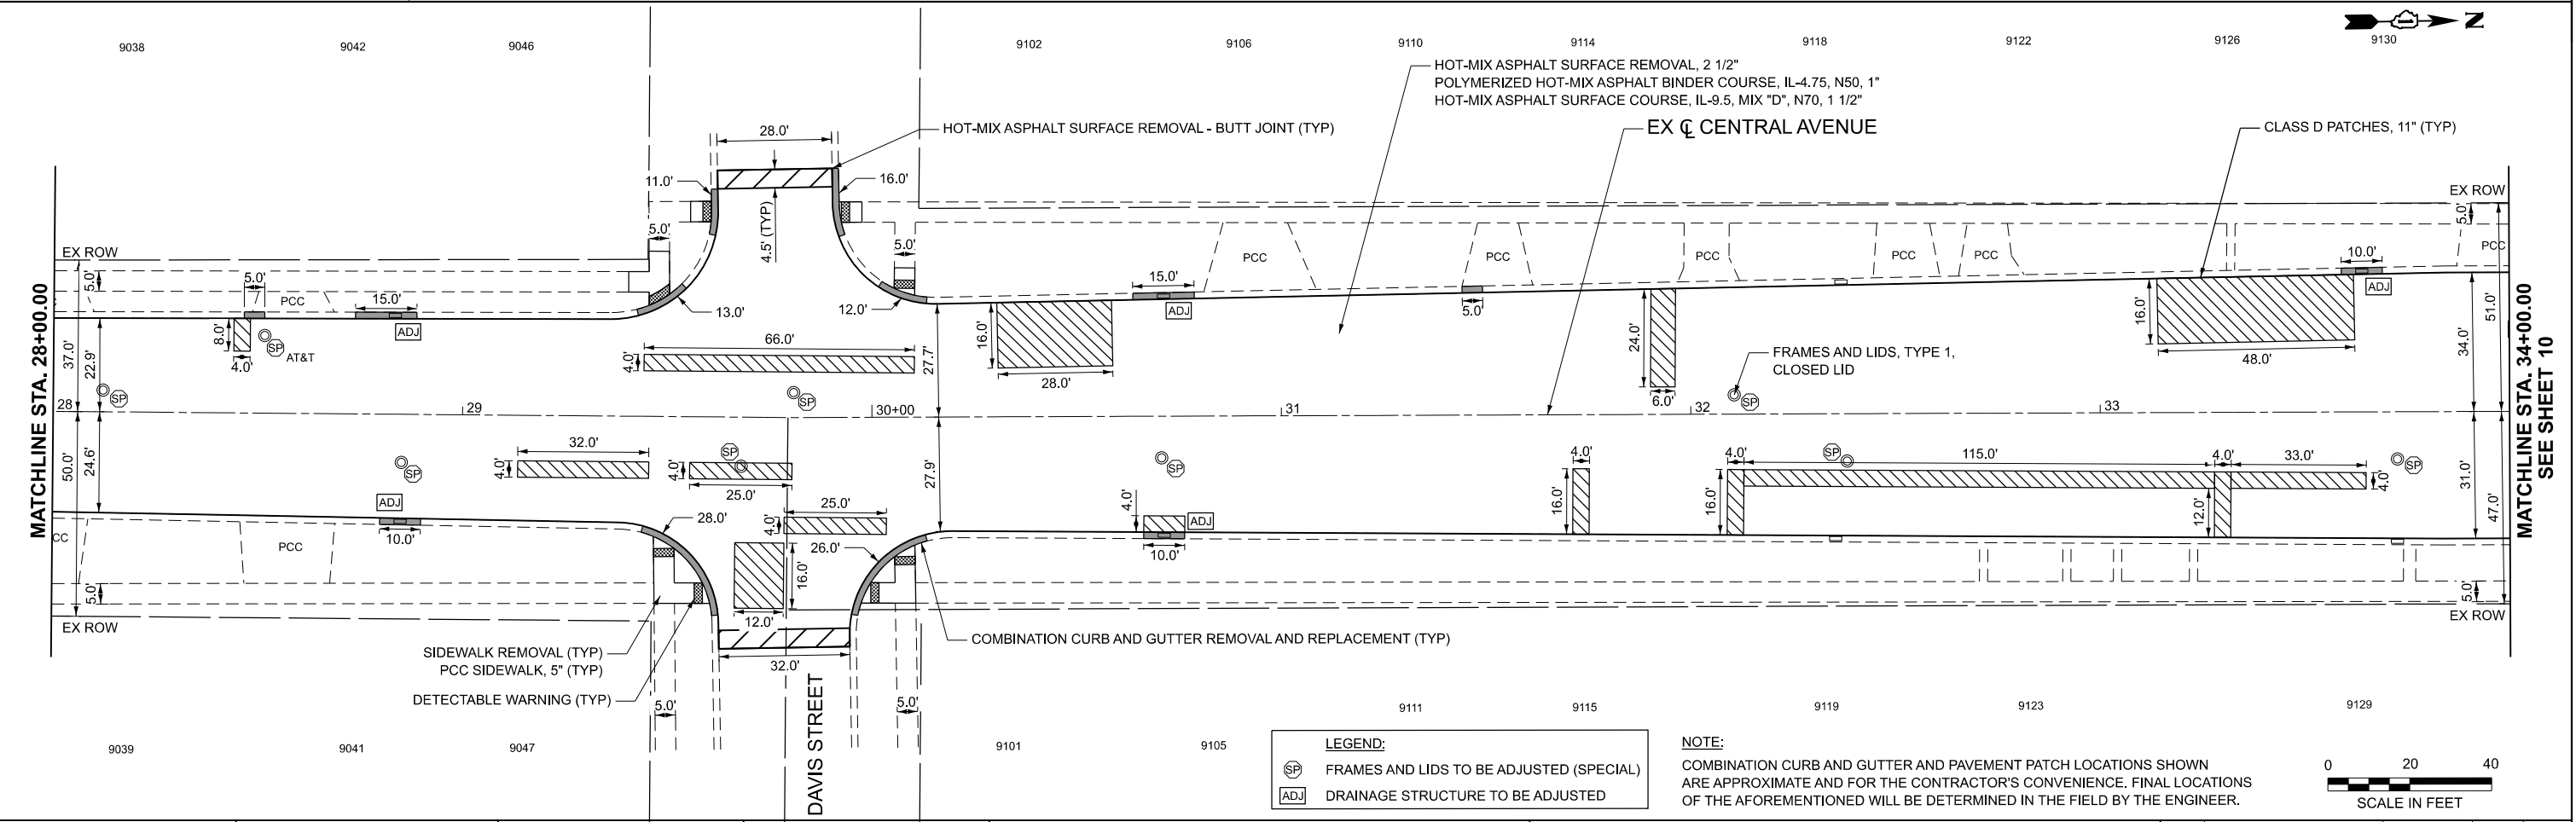 9038
9042
9046
9102
9106
9110
9114
9118
9122
9126
9130
N
HOT-MIX ASPHALT SURFACE REMOVAL, 2 1/2"
POLYMERIZED HOT-MIX ASPHALT BINDER COURSE, IL-4.75, N50, 1"
HOT-MIX ASPHALT SURFACE COURSE, IL-9.5, MIX "D", N70, 1 1/2"
HOT-MIX ASPHALT SURFACE REMOVAL - BUTT JOINT (TYP)
EX ℄ CENTRAL AVENUE
CLASS D PATCHES, 11" (TYP)
28.0'
11.0'
16.0'
4.5' (TYP)
5.0'
5.0'
13.0'
12.0'
EX ROW
EX ROW
5.0'
5.0'
PCC
15.0'
ADJ
8.0'
4.0'
SP
AT&T
37.0'
22.9'
SP
MATCHLINE STA. 28+00.00
66.0'
4.0'
SP
27.7'
16.0'
28.0'
15.0'
ADJ
PCC
PCC
5.0'
PCC
PCC
PCC
PCC
24.0'
6.0'
FRAMES AND LIDS, TYPE 1,
CLOSED LID
SP
16.0'
48.0'
10.0'
ADJ
5.0'
51.0'
34.0'
MATCHLINE STA. 34+00.00
SEE SHEET 10
28
29
30+00
31
32
33
50.0'
24.6'
SP
ADJ
10.0'
32.0'
4.0'
SP
4.0'
25.0'
25.0'
4.0'
28.0'
26.0'
16.0'
12.0'
32.0'
27.9'
SP
4.0'
ADJ
10.0'
4.0'
16.0'
4.0'
16.0'
SP
115.0'
4.0'
33.0'
12.0'
4.0'
SP
31.0'
47.0'
CC
PCC
5.0'
EX ROW
5.0'
EX ROW
SIDEWALK REMOVAL (TYP)
PCC SIDEWALK, 5" (TYP)
DETECTABLE WARNING (TYP)
COMBINATION CURB AND GUTTER REMOVAL AND REPLACEMENT (TYP)
5.0'
5.0'
DAVIS STREET
9039
9041
9047
9101
9105
9111
9115
9119
9123
9129
LEGEND:
SP FRAMES AND LIDS TO BE ADJUSTED (SPECIAL)
ADJ DRAINAGE STRUCTURE TO BE ADJUSTED
NOTE:
COMBINATION CURB AND GUTTER AND PAVEMENT PATCH LOCATIONS SHOWN
ARE APPROXIMATE AND FOR THE CONTRACTOR'S CONVENIENCE. FINAL LOCATIONS
OF THE AFOREMENTIONED WILL BE DETERMINED IN THE FIELD BY THE ENGINEER.
0 20 40
SCALE IN FEET